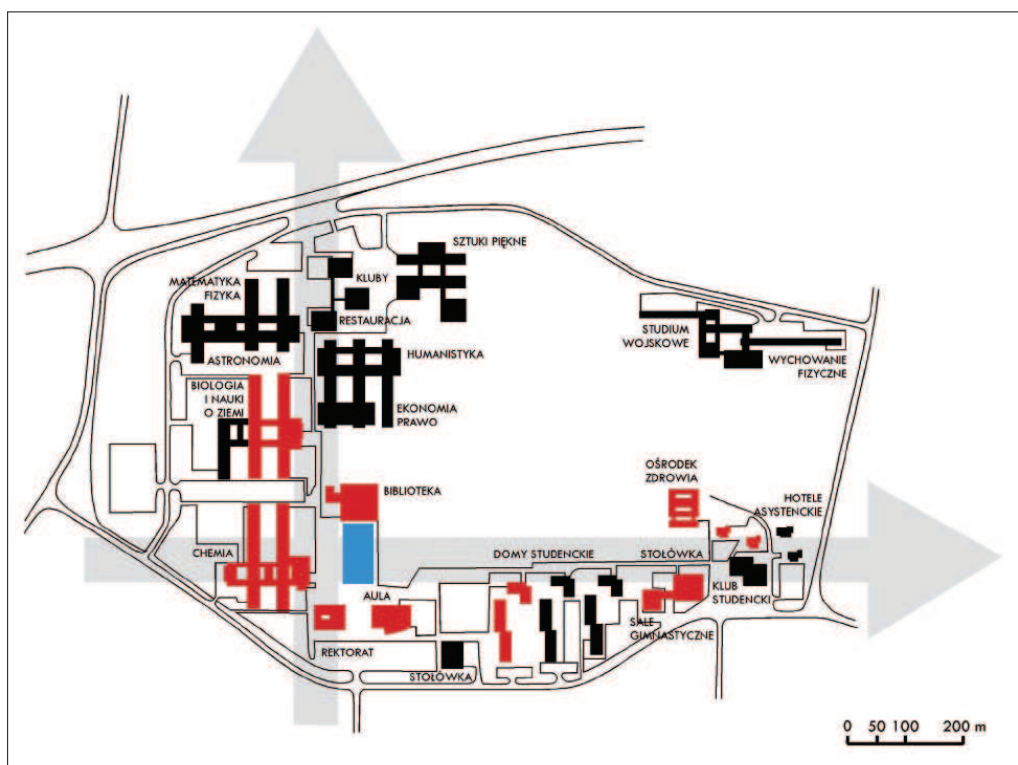 SZTUKI PIĘKNE
KLUBY
MATEMATYKA
FIZYKA
RESTAURACJA
STUDIUM
WOJSKOWE
WYCHOWANIE
FIZYCZNE
ASTRONOMIA
HUMANISTYKA
BIOLOGIA
I NAUKI
O ZIEMI
EKONOMIA
PRAWO
BIBLIOTEKA
OŚRODEK
ZDROWIA
HOTELE
ASYSTENCKIE
CHEMIA
DOMY STUDENCKIE
STOŁÓWKA
AULA
KLUB
STUDENCKI
SALE
GIMNASTYCZNE
REKTORAT
STOŁÓWKA
0 50 100 200 m